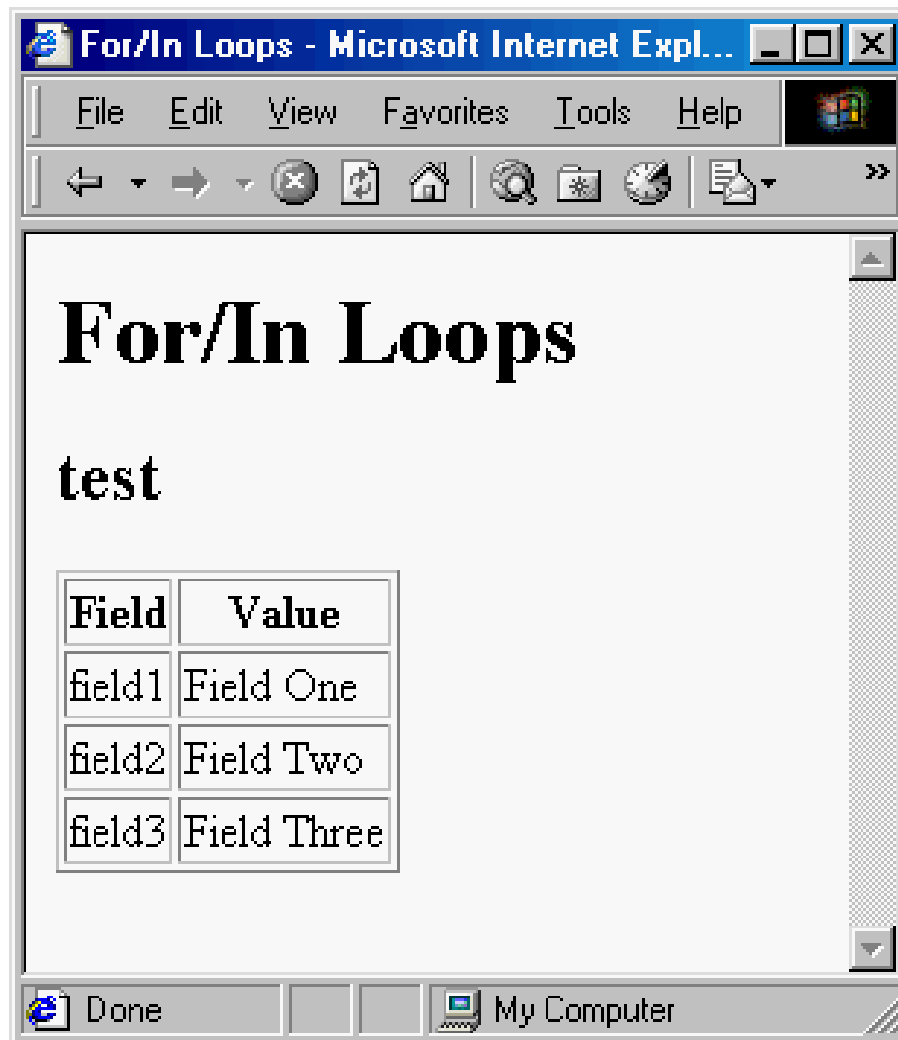 For/In Loops - Microsoft Internet Expl...
File Edit View Favorites Tools Help
For/In Loops
test
Field Value
field1 Field One
field2 Field Two
field3 Field Three
Done My Computer